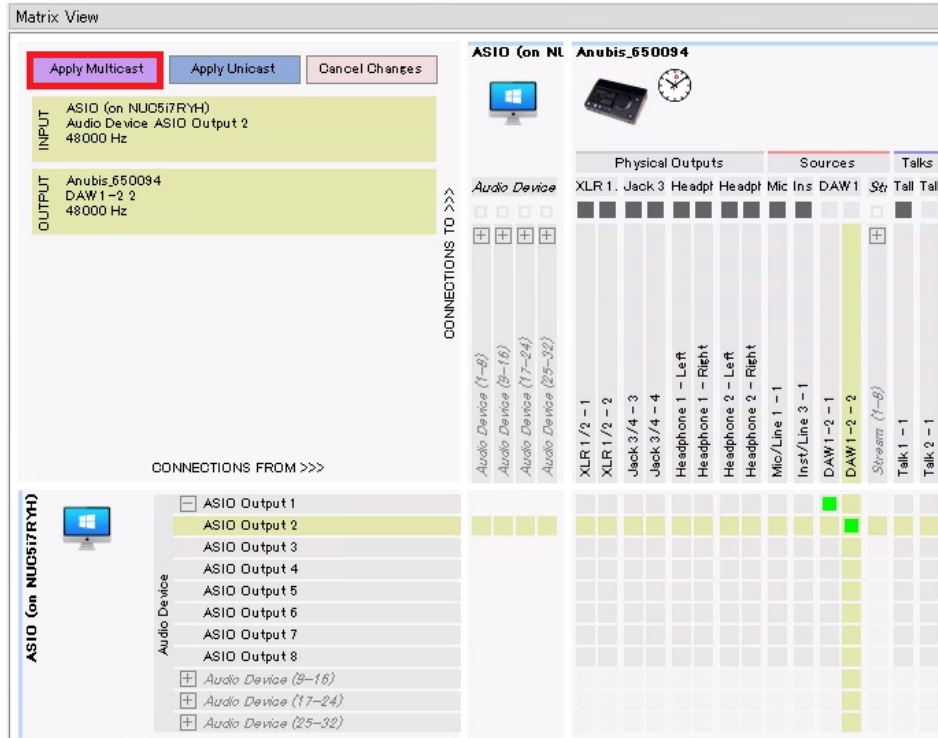 Matrix View
Apply Multicast
Apply Unicast
Cancel Changes
INPUT
ASIO (on NUC5i7RYH)
Audio Device ASIO Output 2
48000 Hz
OUTPUT
Anubis_650094
DAW1-2 2
48000 Hz
CONNECTIONS TO >>>
CONNECTIONS FROM >>>
ASIO (on NU
Anubis_650094
Physical Outputs
Sources
Talks
Audio Device
XLR 1.
Jack 3
Headph
Headph
Mic
Ins
DAW1
Str
Tall
Tal
Audio Device (1-8)
Audio Device (9-16)
Audio Device (17-24)
Audio Device (25-32)
XLR 1/2 - 1
XLR 1/2 - 2
Jack 3/4 - 3
Jack 3/4 - 4
Headphone 1 - Left
Headphone 1 - Right
Headphone 2 - Left
Headphone 2 - Right
Mic/Line 1 - 1
Inst/Line 3 - 1
DAW1-2 - 1
DAW1-2 - 2
Stream (1-8)
Talk 1 - 1
Talk 2 - 1
ASIO (on NUC5i7RYH)
Audio Device
ASIO Output 1
ASIO Output 2
ASIO Output 3
ASIO Output 4
ASIO Output 5
ASIO Output 6
ASIO Output 7
ASIO Output 8
Audio Device (9-16)
Audio Device (17-24)
Audio Device (25-32)